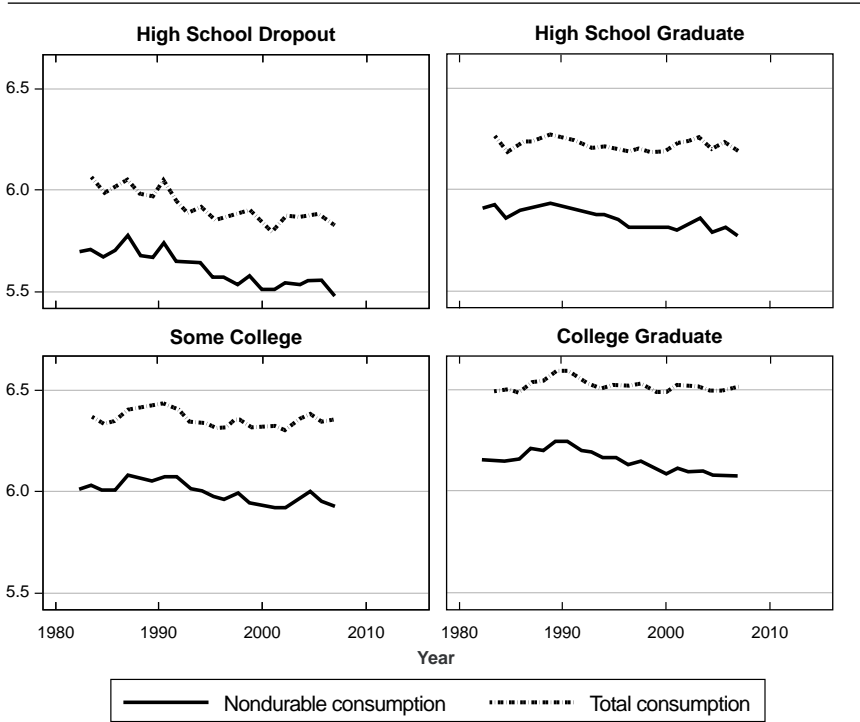 High School Dropout
High School Graduate
6.5
6.0
5.5
Some College
College Graduate
6.5
6.0
5.5
1980 1990 2000 2010 1980 1990 2000 2010
Year
Nondurable consumption Total consumption